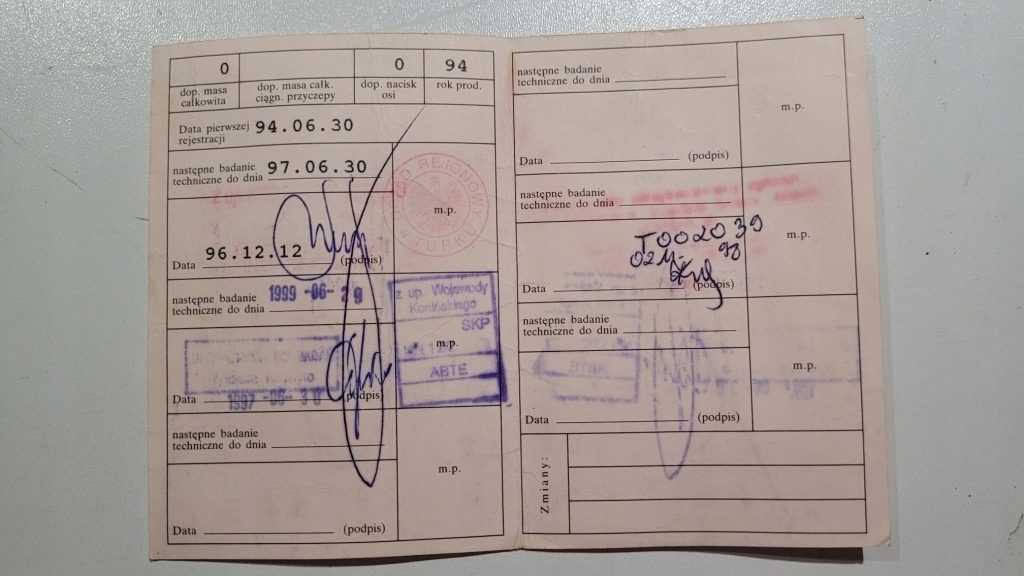 0
0
94
dop. masa całkowita
dop. masa całk. ciągn. przyczepy
dop. nacisk osi
rok prod.
Data pierwszej rejestracji 94.06.30
następne badanie techniczne do dnia 97.06.30
REJONOWY
TURKU
m.p.
96.12.12
Data (podpis)
następne badanie techniczne do dnia 1999 -06- 29
z up. Wojewody
Konińskiego
SKP
m.p.
ABTE
Data 1997 -06- 30 (podpis)
następne badanie techniczne do dnia
m.p.
Data (podpis)
następne badanie techniczne do dnia
m.p.
Data (podpis)
następne badanie techniczne do dnia
m.p.
T002039
Data (podpis)
następne badanie techniczne do dnia
m.p.
Data (podpis)
Zmiany: